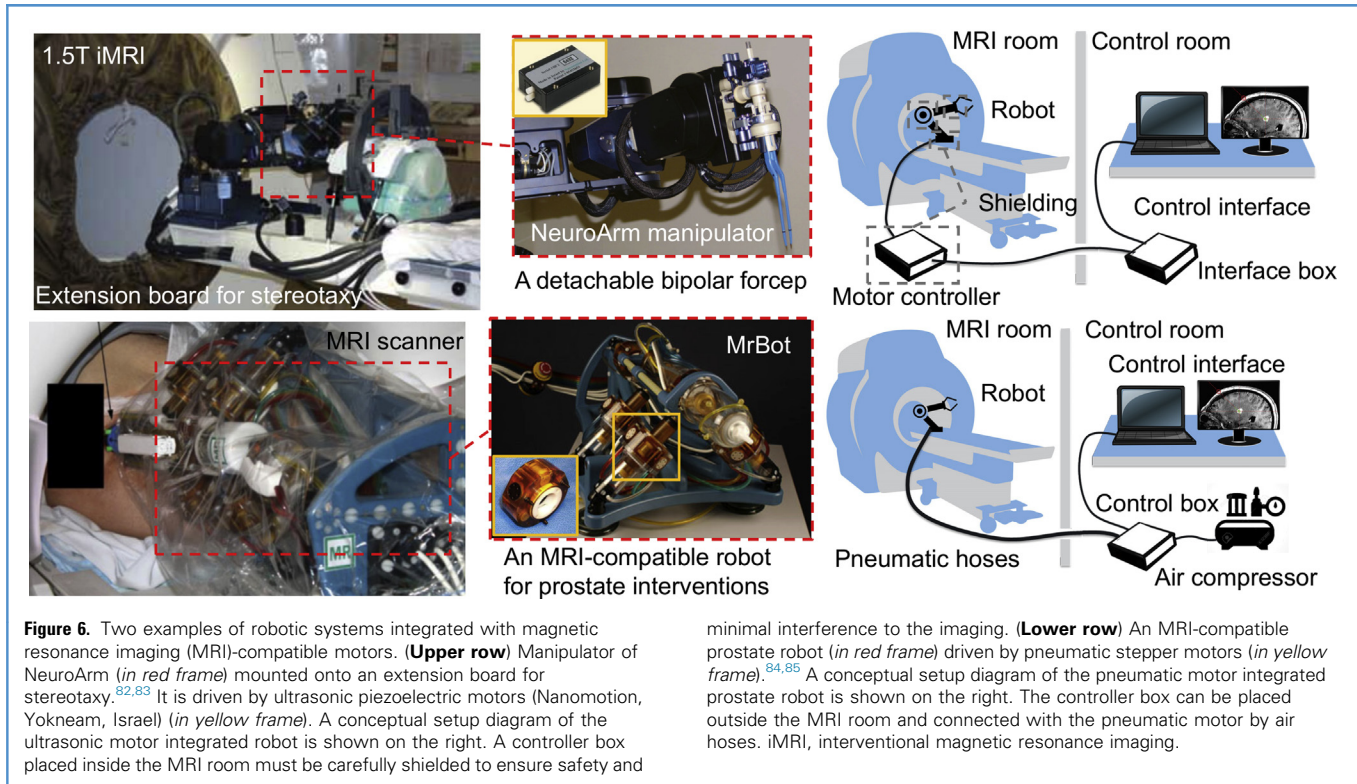 1.5T iMRI
Extension board for stereotaxy
NeuroArm manipulator
A detachable bipolar forcep
MRI room
Control room
Robot
Shielding
Control interface
Interface box
Motor controller
MRI scanner
MR
MrBot
An MRI-compatible robot
for prostate interventions
MRI room
Control room
Control interface
Robot
Control box
Pneumatic hoses
Air compressor
Figure 6. Two examples of robotic systems integrated with magnetic
resonance imaging (MRI)-compatible motors. (Upper row) Manipulator of
NeuroArm (in red frame) mounted onto an extension board for
stereotaxy.82,83 It is driven by ultrasonic piezoelectric motors (Nanomotion,
Yokneam, Israel) (in yellow frame). A conceptual setup diagram of the
ultrasonic motor integrated robot is shown on the right. A controller box
placed inside the MRI room must be carefully shielded to ensure safety and
minimal interference to the imaging. (Lower row) An MRI-compatible
prostate robot (in red frame) driven by pneumatic stepper motors (in yellow
frame).84,85 A conceptual setup diagram of the pneumatic motor integrated
prostate robot is shown on the right. The controller box can be placed
outside the MRI room and connected with the pneumatic motor by air
hoses. iMRI, interventional magnetic resonance imaging.